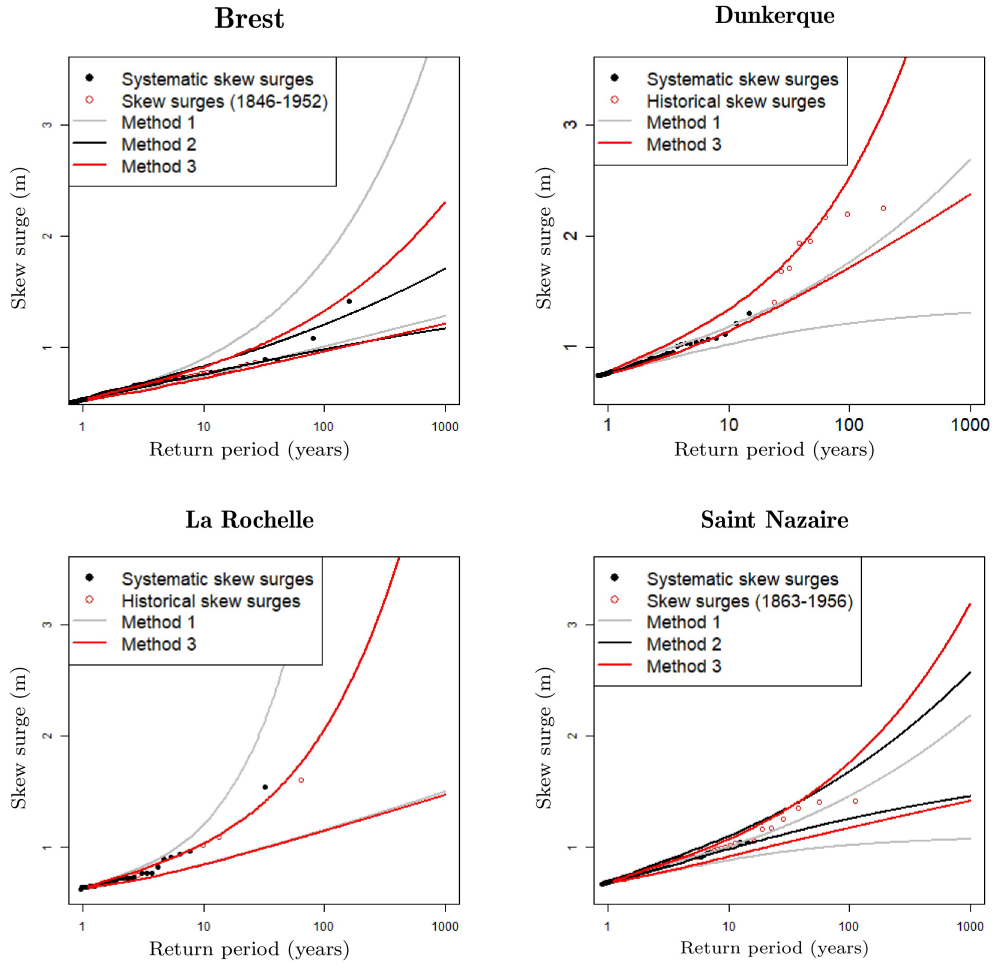 Brest
Systematic skew surges
Skew surges (1846-1952)
Method 1
Method 2
Method 3
Skew surge (m)
3
2
1
1 10 100 1000
Return period (years)
Dunkerque
Systematic skew surges
Historical skew surges
Method 1
Method 3
Skew surge (m)
3
2
1
1 10 100 1000
Return period (years)
La Rochelle
Systematic skew surges
Historical skew surges
Method 1
Method 3
Skew surge (m)
3
2
1
1 10 100 1000
Return period (years)
Saint Nazaire
Systematic skew surges
Skew surges (1863-1956)
Method 1
Method 2
Method 3
Skew surge (m)
3
2
1
1 10 100 1000
Return period (years)